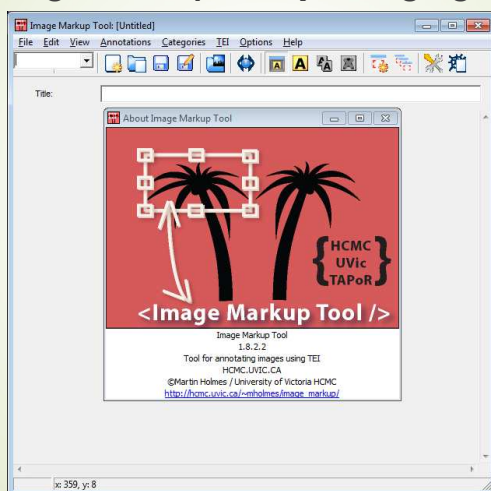 Image Markup Tool: [Untitled]
File Edit View Annotations Categories TEI Options Help
Title:
About Image Markup Tool
{HCMC
UVic
TAPoR}
<Image Markup Tool />
Image Markup Tool
1.8.2.2
Tool for annotating images using TEI
HCMC.UVIC.CA
©Martin Holmes / University of Victoria HCMC
http://hcmc.uvic.ca/~mholmes/image_markup/
x: 359, y: 8